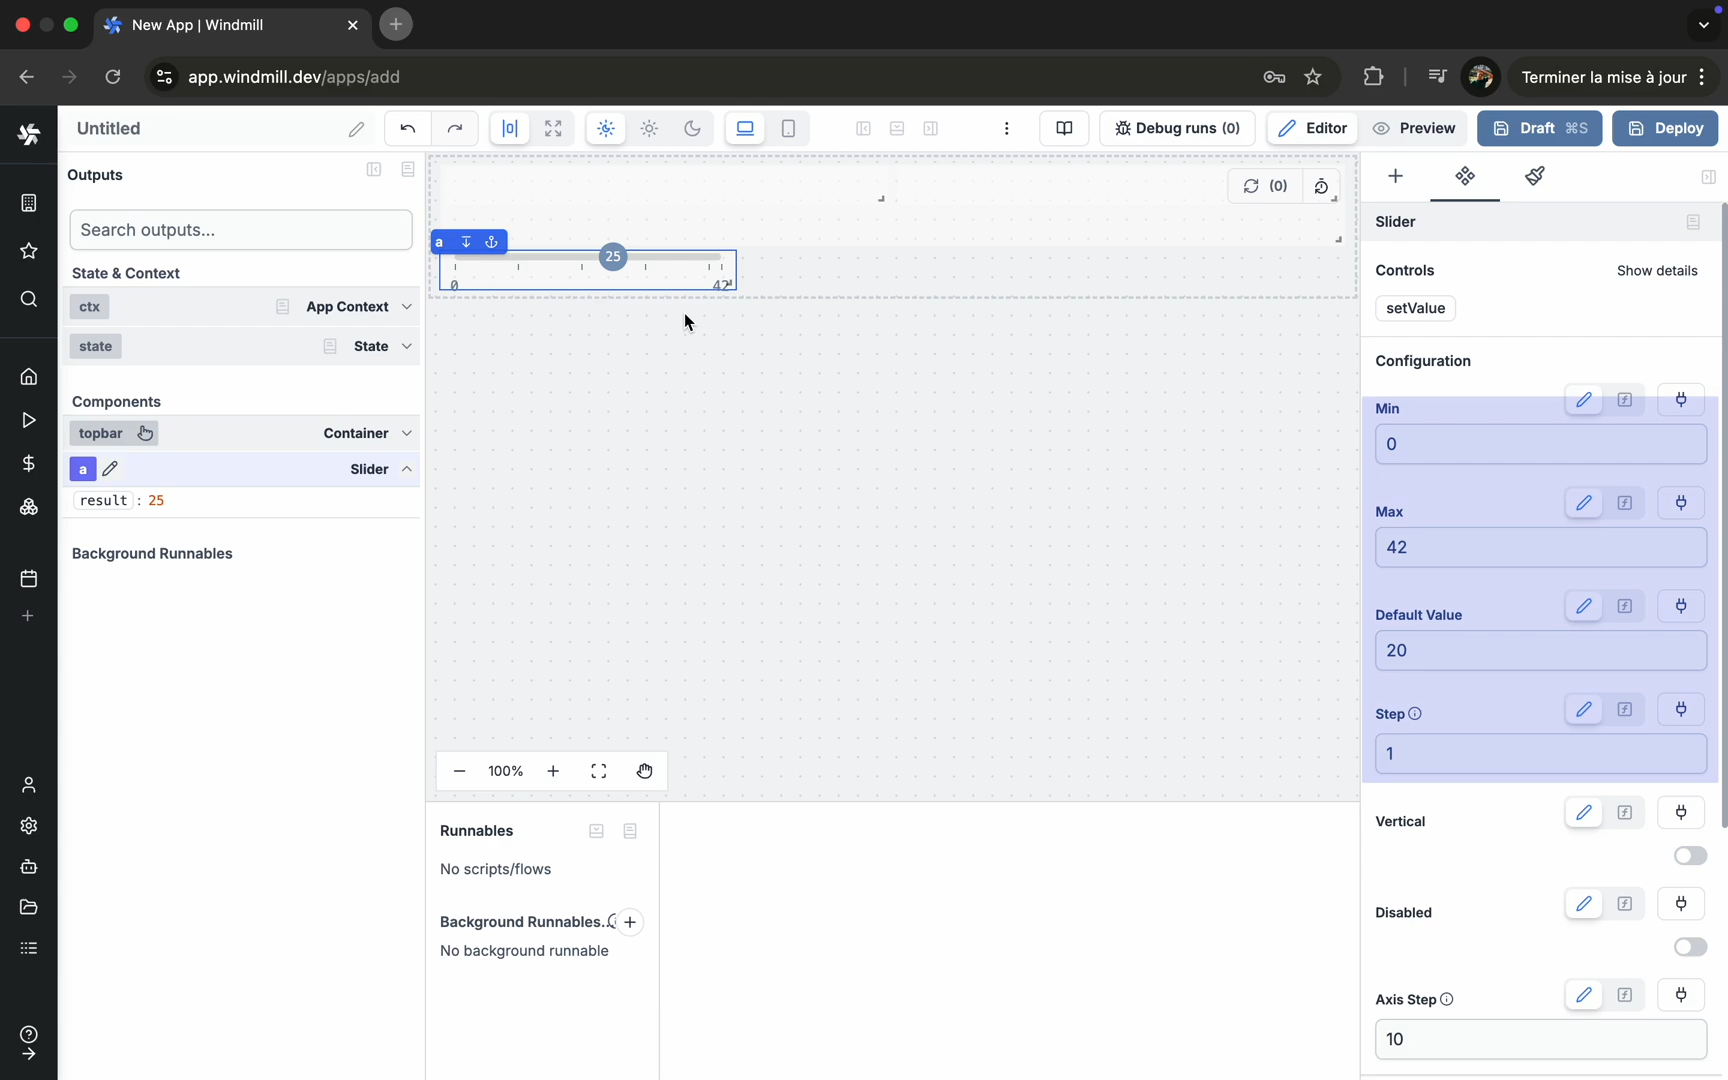 New App | Windmill
app.windmill.dev/apps/add
Terminer la mise à jour
Untitled
Debug runs (0)
Editor
Preview
Draft ⌘S
Deploy
Outputs
Search outputs...
State & Context
ctx
App Context
state
State
Components
topbar
Container
a
Slider
result : 25
Background Runnables
(0)
a
25
0
42
100%
Runnables
No scripts/flows
Background Runnables..
No background runnable
Slider
Controls
Show details
setValue
Configuration
Min
0
Max
42
Default Value
20
Step
1
Vertical
Disabled
Axis Step
10